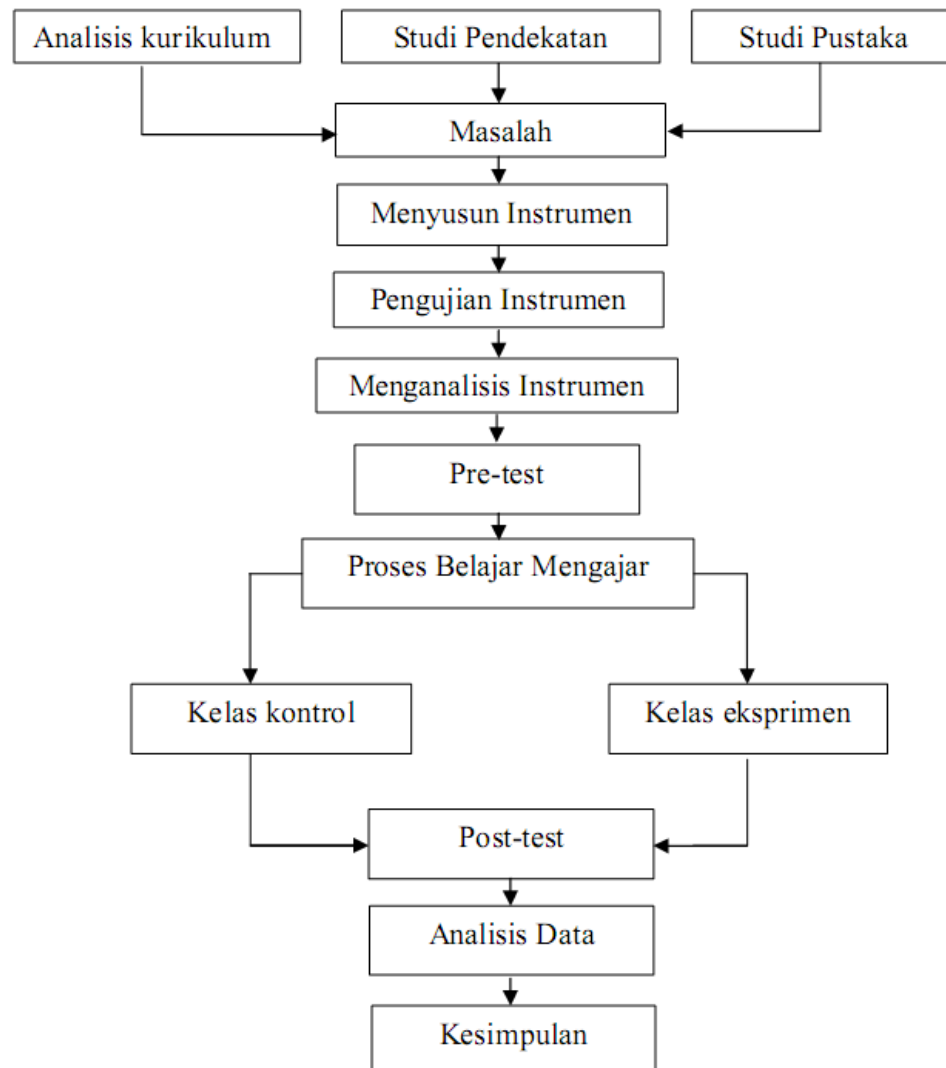 Analisis kurikulum
Studi Pendekatan
Studi Pustaka
Masalah
Menyusun Instrumen
Pengujian Instrumen
Menganalisis Instrumen
Pre-test
Proses Belajar Mengajar
Kelas kontrol
Kelas eksprimen
Post-test
Analisis Data
Kesimpulan